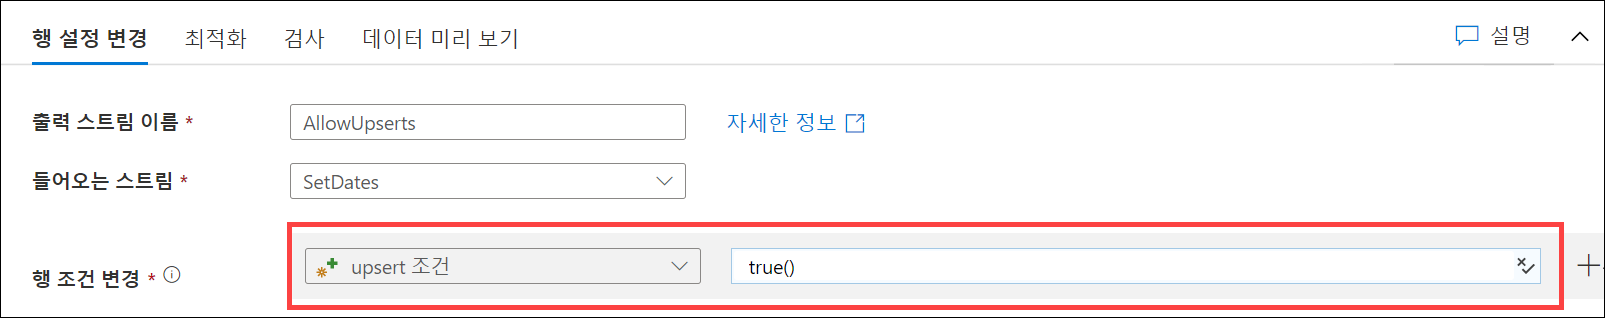 행 설정 변경 최적화 검사 데이터 미리 보기 설명
출력 스트림 이름 * AllowUpserts 자세한 정보
들어오는 스트림 * SetDates
행 조건 변경 * upsert 조건 true()